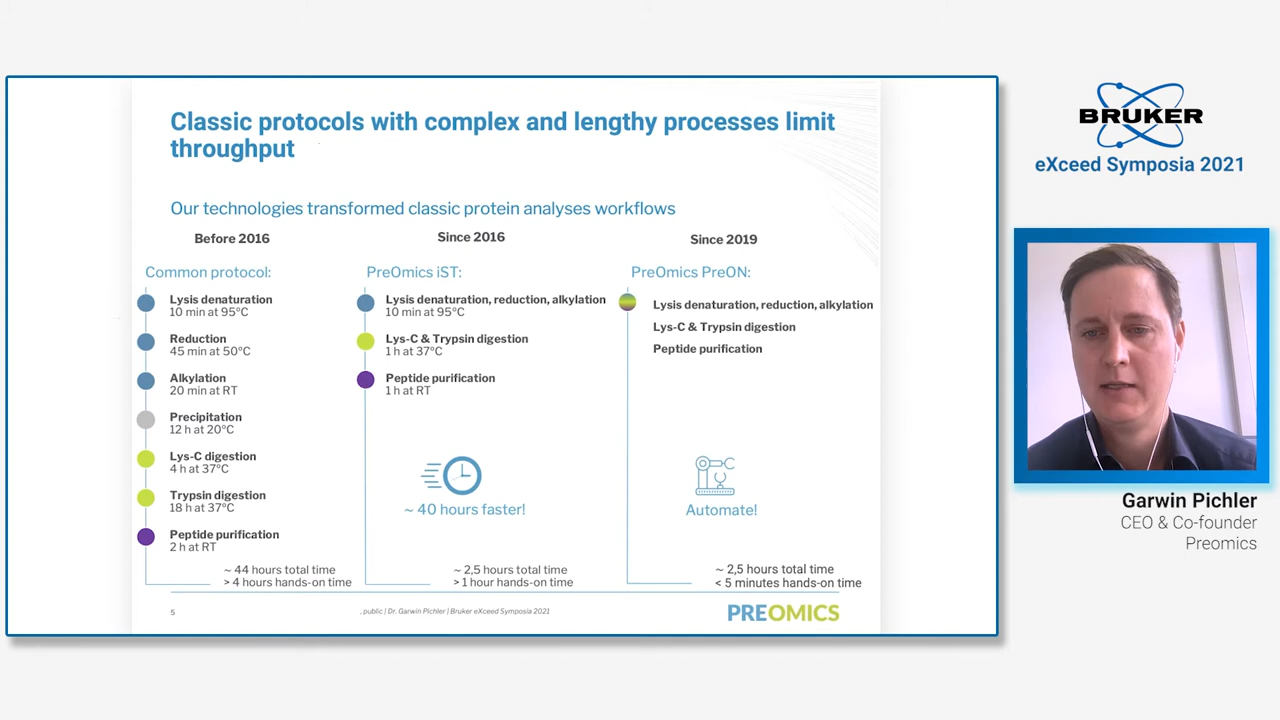 Classic protocols with complex and lengthy processes limit
throughput
Our technologies transformed classic protein analyses workflows
Before 2016
Common protocol:
Lysis denaturation
10 min at 95°C
Reduction
45 min at 50°C
Alkylation
20 min at RT
Precipitation
12 h at 20°C
Lys-C digestion
4 h at 37°C
Trypsin digestion
18 h at 37°C
Peptide purification
2 h at RT
~ 44 hours total time
> 4 hours hands-on time
Since 2016
PreOmics iST:
Lysis denaturation, reduction, alkylation
10 min at 95°C
Lys-C & Trypsin digestion
1 h at 37°C
Peptide purification
1 h at RT
~ 40 hours faster!
~ 2,5 hours total time
> 1 hour hands-on time
Since 2019
PreOmics PreON:
Lysis denaturation, reduction, alkylation
Lys-C & Trypsin digestion
Peptide purification
Automate!
~ 2,5 hours total time
< 5 minutes hands-on time
5
, public | Dr. Garwin Pichler | Bruker eXceed Symposia 2021
PREOMICS
BRUKER
eXceed Symposia 2021
Garwin Pichler
CEO & Co-founder
Preomics